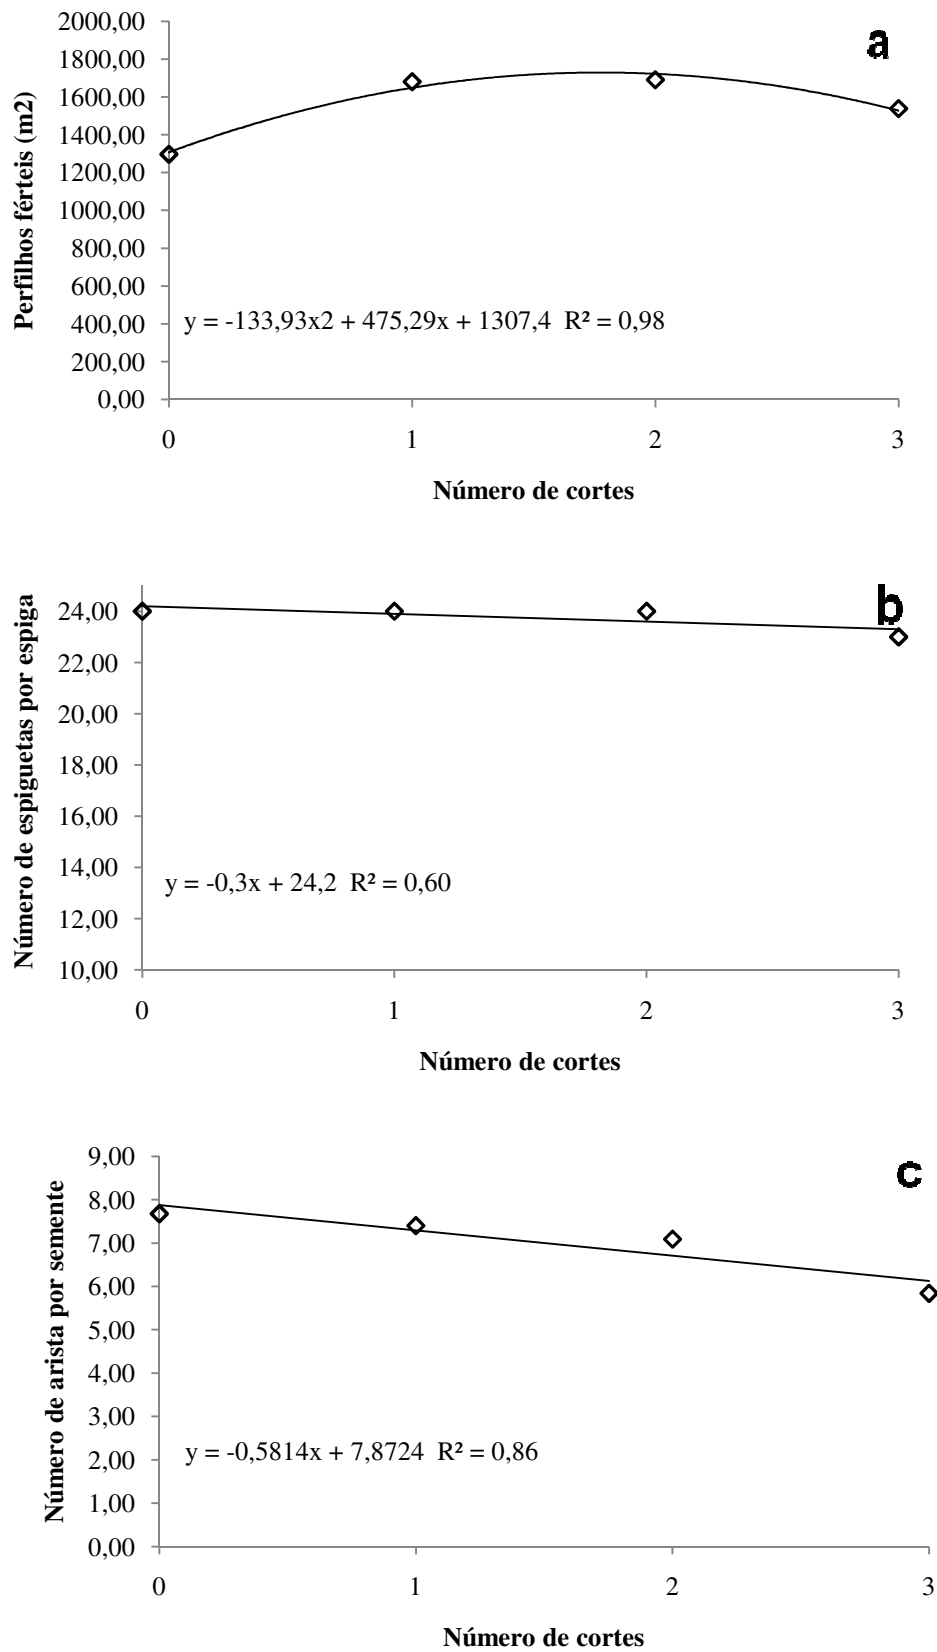 2000,00
a
1800,00
1600,00
1400,00
1200,00
1000,00
800,00
600,00
400,00
200,00
0,00
Perfilhos férteis (m2)
y = -133,93x2 + 475,29x + 1307,4 R² = 0,98
0 1 2 3
Número de cortes
b
24,00
22,00
20,00
18,00
16,00
14,00
12,00
10,00
Número de espiguetas por espiga
y = -0,3x + 24,2 R² = 0,60
0 1 2 3
Número de cortes
9,00
c
8,00
7,00
6,00
5,00
4,00
3,00
2,00
1,00
0,00
Número de arista por semente
y = -0,5814x + 7,8724 R² = 0,86
0 1 2 3
Número de cortes